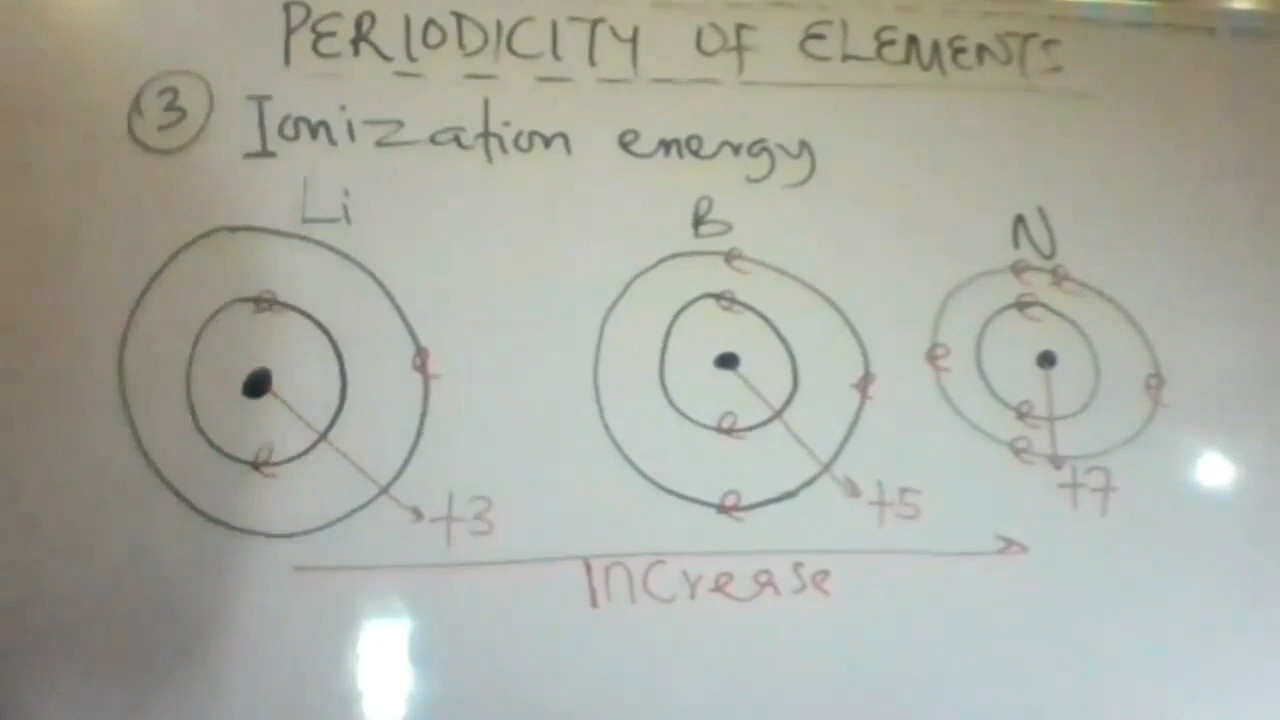 PERIODICITY OF ELEMENTS
3 Ionization energy
Li B N
e e e e e
e e e e e
e e e e
e e e
+3 +5 +7
Increase